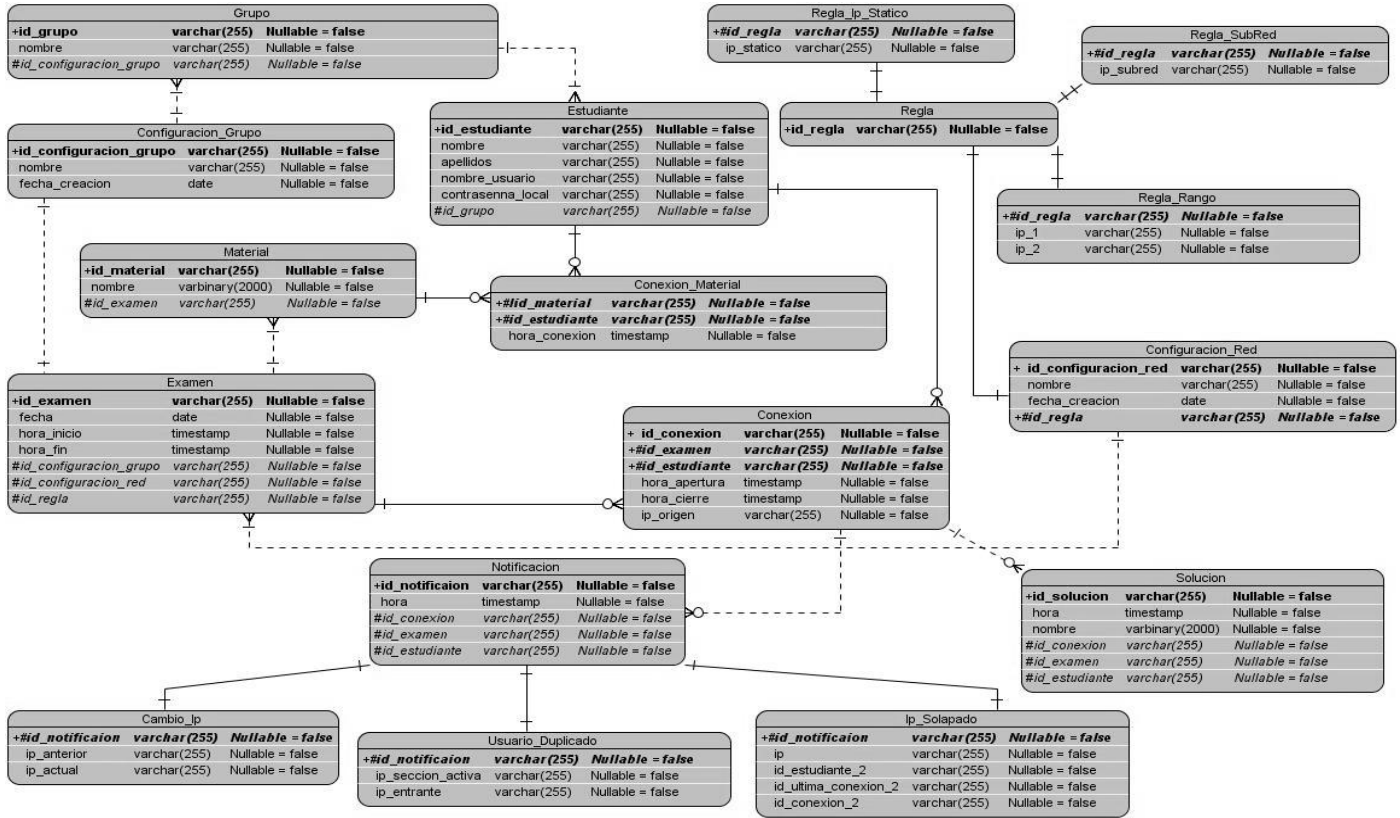 Grupo
+id_grupo varchar(255) Nullable = false
nombre varchar(255) Nullable = false
#id_configuracion_grupo varchar(255) Nullable = false
Regla_Ip_Statico
+#id_regla varchar(255) Nullable = false
ip_statico varchar(255) Nullable = false
Regla_SubRed
+#id_regla varchar(255) Nullable = false
ip_subred varchar(255) Nullable = false
Configuracion_Grupo
+id_configuracion_grupo varchar(255) Nullable = false
nombre varchar(255) Nullable = false
fecha_creacion date Nullable = false
Estudiante
+id_estudiante varchar(255) Nullable = false
nombre varchar(255) Nullable = false
apellidos varchar(255) Nullable = false
nombre_usuario varchar(255) Nullable = false
contrasenna_local varchar(255) Nullable = false
#id_grupo varchar(255) Nullable = false
Regla
+id_regla varchar(255) Nullable = false
Regla_Rango
+#id_regla varchar(255) Nullable = false
ip_1 varchar(255) Nullable = false
ip_2 varchar(255) Nullable = false
Material
+id_material varchar(255) Nullable = false
nombre varbinary(2000) Nullable = false
#id_examen varchar(255) Nullable = false
Conexion_Material
+#lid_material varchar(255) Nullable = false
+#id_estudiante varchar(255) Nullable = false
hora_conexion timestamp Nullable = false
Configuracion_Red
+ id_configuracion_red varchar(255) Nullable = false
nombre varchar(255) Nullable = false
fecha_creacion date Nullable = false
+#id_regla varchar(255) Nullable = false
Examen
+id_examen varchar(255) Nullable = false
fecha date Nullable = false
hora_inicio timestamp Nullable = false
hora_fin timestamp Nullable = false
#id_configuracion_grupo varchar(255) Nullable = false
#id_configuracion_red varchar(255) Nullable = false
#id_regla varchar(255) Nullable = false
Conexion
+ id_conexion varchar(255) Nullable = false
+#id_examen varchar(255) Nullable = false
+#id_estudiante varchar(255) Nullable = false
hora_apertura timestamp Nullable = false
hora_cierre timestamp Nullable = false
ip_origen varchar(255) Nullable = false
Notificacion
+id_notificaion varchar(255) Nullable = false
hora timestamp Nullable = false
#id_conexion varchar(255) Nullable = false
#id_examen varchar(255) Nullable = false
#id_estudiante varchar(255) Nullable = false
Solucion
+id_solucion varchar(255) Nullable = false
hora timestamp Nullable = false
nombre varbinary(2000) Nullable = false
#id_conexion varchar(255) Nullable = false
#id_examen varchar(255) Nullable = false
#id_estudiante varchar(255) Nullable = false
Cambio_Ip
+#id_notificaion varchar(255) Nullable = false
ip_anterior varchar(255) Nullable = false
ip_actual varchar(255) Nullable = false
Usuario_Duplicado
+#id_notificaion varchar(255) Nullable = false
ip_seccion_activa varchar(255) Nullable = false
ip_entrante varchar(255) Nullable = false
Ip_Solapado
+#id_notificaion varchar(255) Nullable = false
ip varchar(255) Nullable = false
id_estudiante_2 varchar(255) Nullable = false
id_ultima_conexion_2 varchar(255) Nullable = false
id_conexion_2 varchar(255) Nullable = false